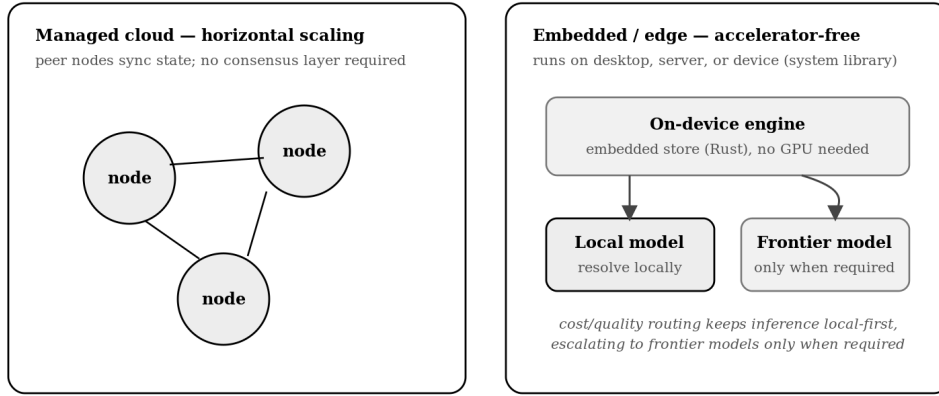 Managed cloud — horizontal scaling
peer nodes sync state; no consensus layer required
node
node
node
Embedded / edge — accelerator-free
runs on desktop, server, or device (system library)
On-device engine
embedded store (Rust), no GPU needed
Local model
resolve locally
Frontier model
only when required
cost/quality routing keeps inference local-first,
escalating to frontier models only when required